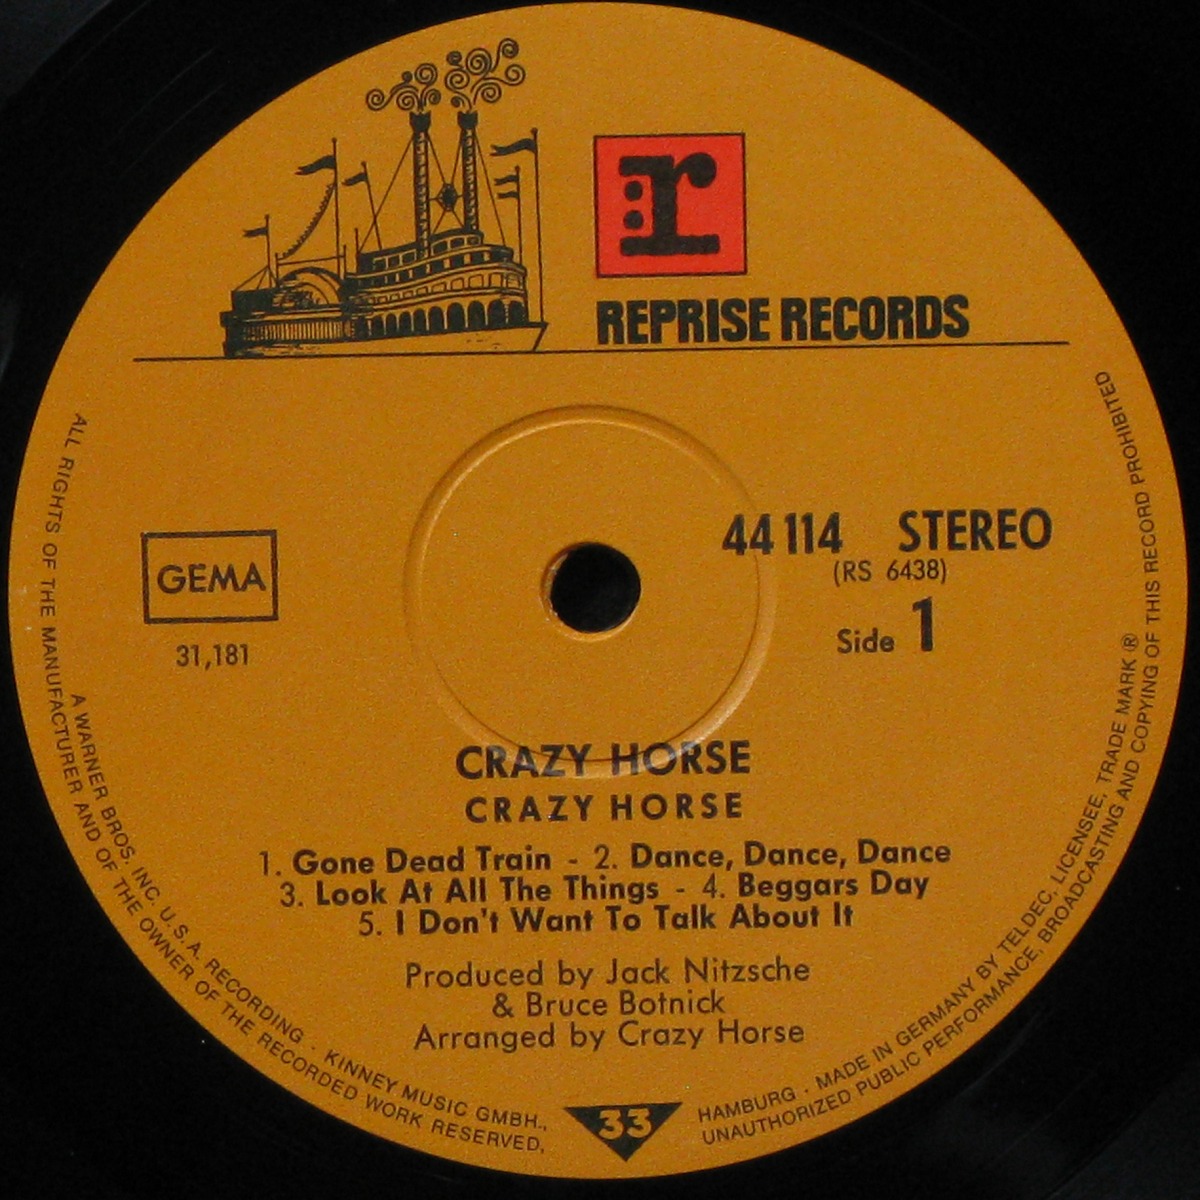 r
REPRISE RECORDS
44 114 STEREO
(RS 6438)
Side 1
GEMA
31,181
CRAZY HORSE
CRAZY HORSE
1. Gone Dead Train - 2. Dance, Dance, Dance
3. Look At All The Things - 4. Beggars Day
5. I Don't Want To Talk About It
Produced by Jack Nitzsche
& Bruce Botnick
Arranged by Crazy Horse
33
ALL RIGHTS OF THE MANUFACTURER AND OF THE OWNER OF THE RECORDED WORK RESERVED, UNAUTHORIZED PUBLIC PERFORMANCE, BROADCASTING AND COPYING OF THIS RECORD PROHIBITED
A WARNER BROS. INC. U.S.A. RECORDING · KINNEY MUSIC GMBH., HAMBURG · MADE IN GERMANY BY TELDEC, LICENSEE, TRADE MARK ®